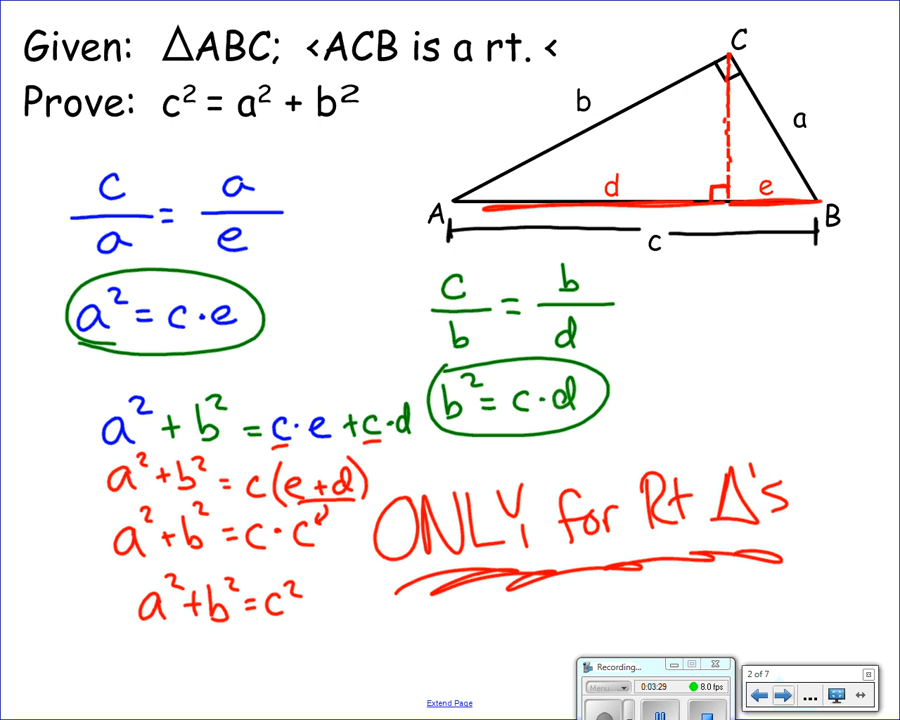 Given: △ABC; <ACB is a rt. <
Prove: c² = a² + b²
C
b
a
d
e
A
B
c
c/a = a/e
a² = c·e
c/b = b/d
b² = c·d
a² + b² = c·e + c·d
a² + b² = c(e+d)
a² + b² = c·c
a² + b² = c²
ONLY for Rt Δ's
Recording...
Menu
0:03:29
8.0 fps
2 of 7
...
Extend Page